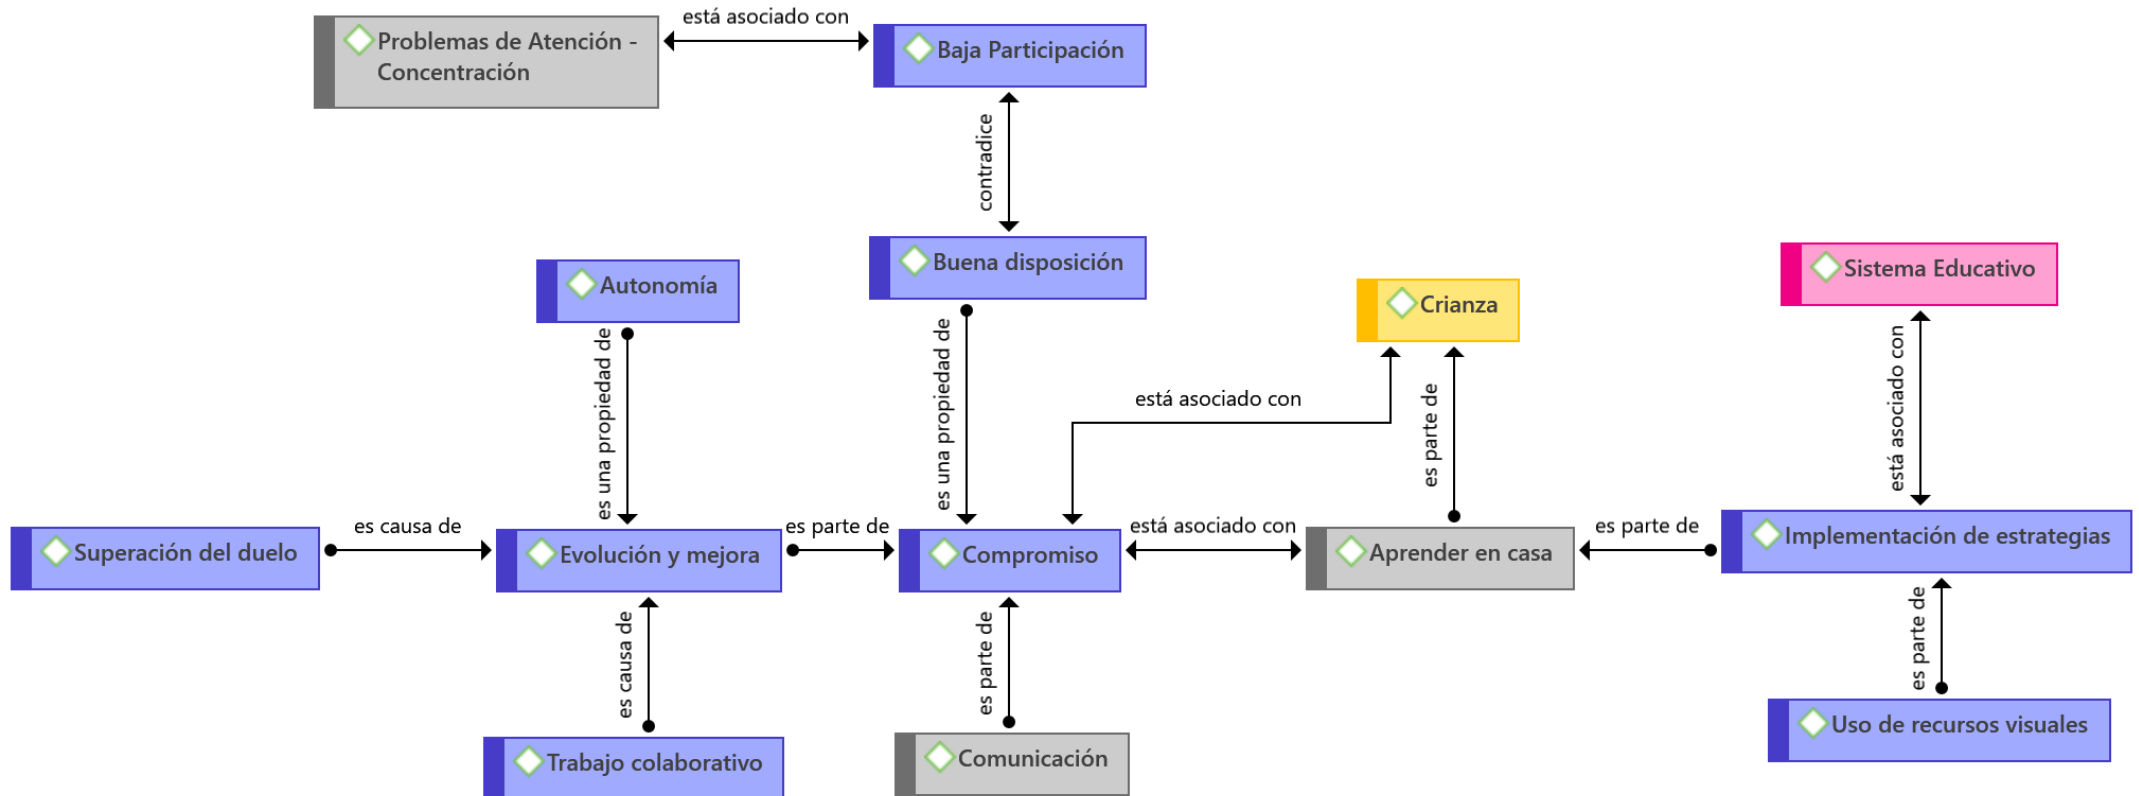 está asociado con
Problemas de Atención -
Concentración
Baja Participación
contradice
Buena disposición
Sistema Educativo
Autonomía
Crianza
es una propiedad de
es una propiedad de
está asociado con
es parte de
está asociado con
Superación del duelo
es causa de
Evolución y mejora
es parte de
Compromiso
está asociado con
Aprender en casa
es parte de
Implementación de estrategias
es causa de
es parte de
es parte de
Uso de recursos visuales
Trabajo colaborativo
Comunicación